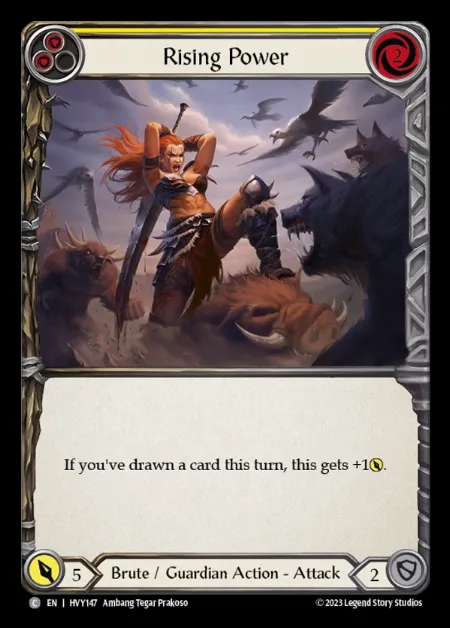 Rising Power
2
If you've drawn a card this turn, this gets +1.
5
Brute / Guardian Action - Attack
2
C EN | HVY147 Ambang Tegar Prakoso
© 2023 Legend Story Studios